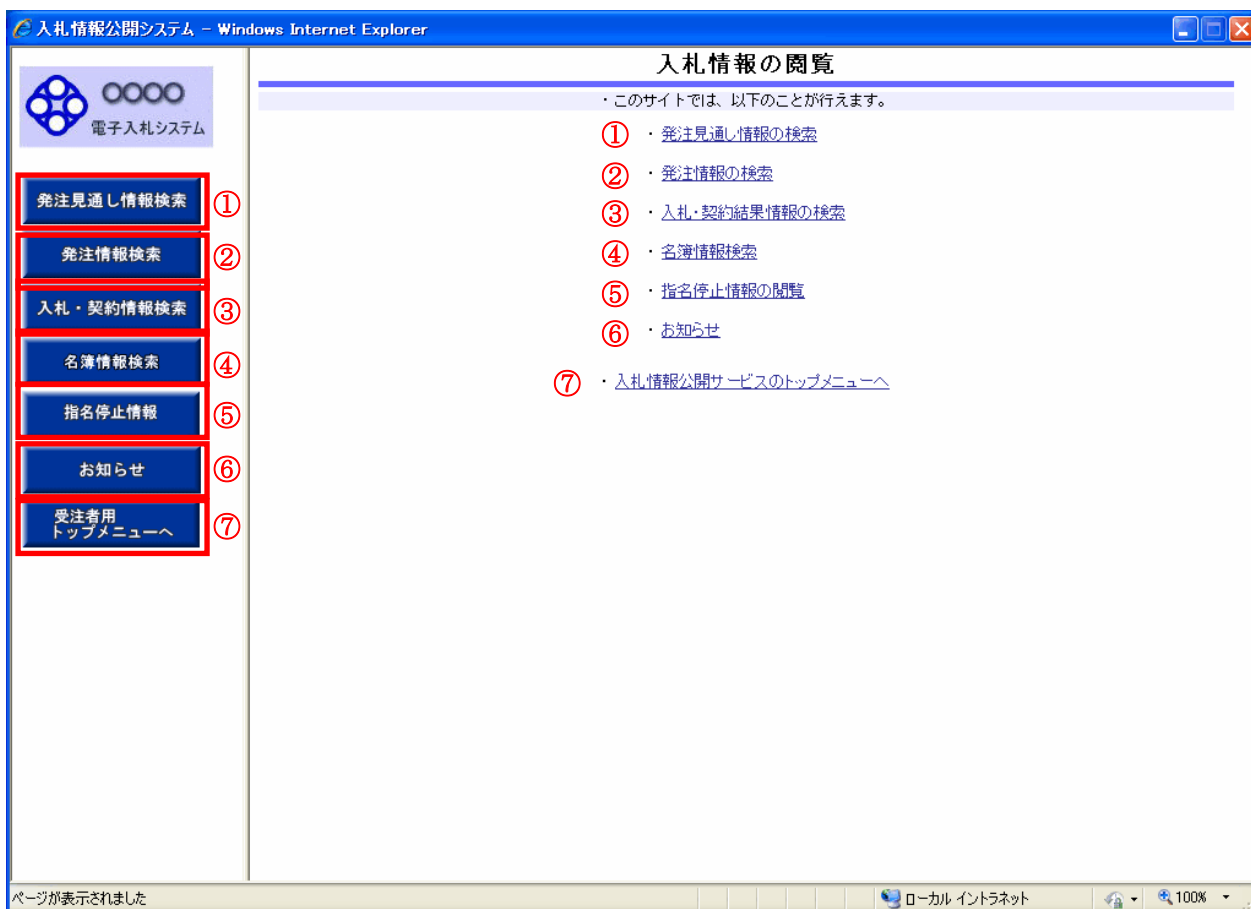 入札情報公開システム - Windows Internet Explorer
〇〇〇〇
電子入札システム
発注見通し情報検索 ①
発注情報検索 ②
入札・契約情報検索 ③
名簿情報検索 ④
指名停止情報 ⑤
お知らせ ⑥
受注者用
トップメニューへ ⑦
入札情報の閲覧
・このサイトでは、以下のことが行えます。
① ・発注見通し情報の検索
② ・発注情報の検索
③ ・入札・契約結果情報の検索
④ ・名簿情報検索
⑤ ・指名停止情報の閲覧
⑥ ・お知らせ
⑦ ・入札情報公開サービスのトップメニューへ
ページが表示されました
ローカル イントラネット
100%